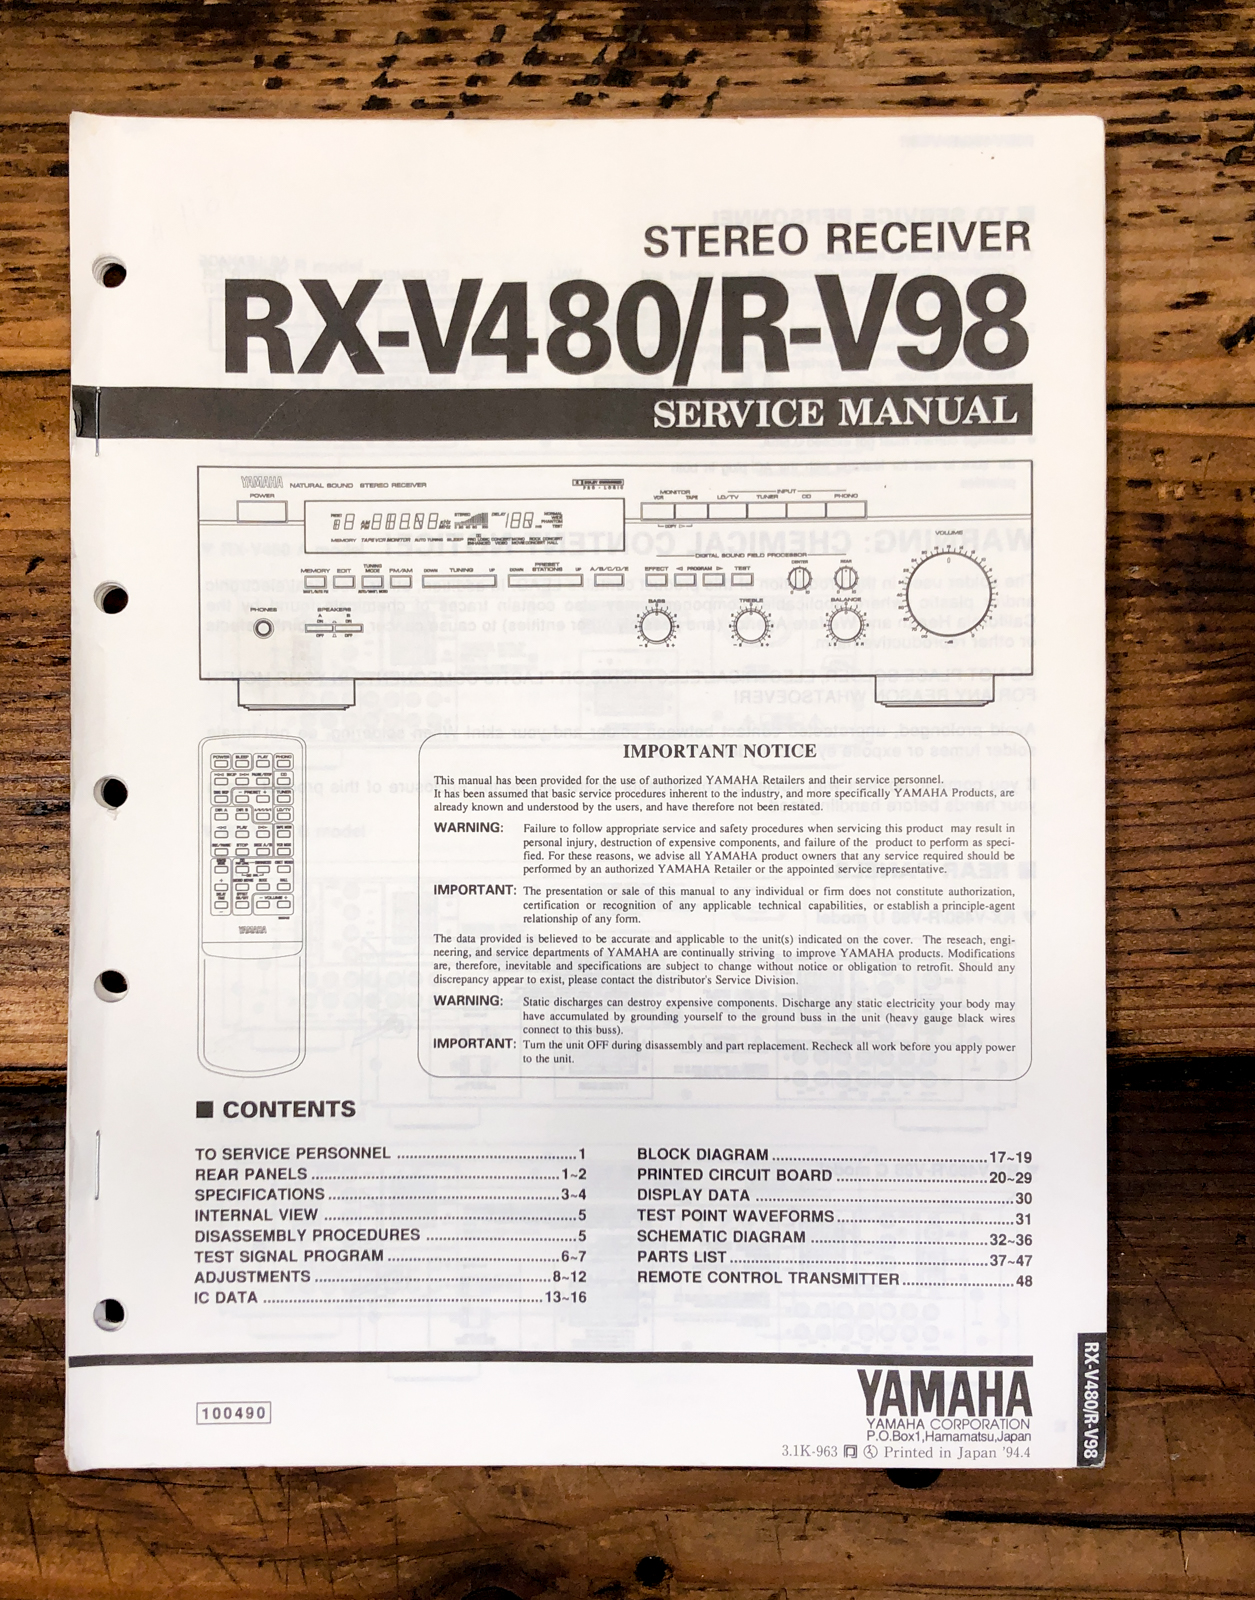 STEREO RECEIVER
RX-V480/R-V98
SERVICE MANUAL
YAMAHA NATURAL SOUND STEREO RECEIVER
POWER
MONITOR
VCR TAPE LD/TV TUNER INPUT CD PHONO
VOLUME
DIGITAL SOUND FIELD PROCESSOR
MEMORY EDIT TUNING MODE FM/AM DOWN TUNING UP DOWN PRESET STATIONS UP A/B/C/D/E EFFECT PROGRAM TEST CENTER REAR
PHONES SPEAKERS BASS TREBLE BALANCE
YAMAHA
IMPORTANT NOTICE
This manual has been provided for the use of authorized YAMAHA Retailers and their service personnel.
It has been assumed that basic service procedures inherent to the industry, and more specifically YAMAHA Products, are
already known and understood by the users, and have therefore not been restated.
WARNING: Failure to follow appropriate service and safety procedures when servicing this product may result in
personal injury, destruction of expensive components, and failure of the product to perform as speci-
fied. For these reasons, we advise all YAMAHA product owners that any service required should be
performed by an authorized YAMAHA Retailer or the appointed service representative.
IMPORTANT: The presentation or sale of this manual to any individual or firm does not constitute authorization,
certification or recognition of any applicable technical capabilities, or establish a principle-agent
relationship of any form.
The data provided is believed to be accurate and applicable to the unit(s) indicated on the cover. The reseach, engi-
neering, and service departments of YAMAHA are continually striving to improve YAMAHA products. Modifications
are, therefore, inevitable and specifications are subject to change without notice or obligation to retrofit. Should any
discrepancy appear to exist, please contact the distributor's Service Division.
WARNING: Static discharges can destroy expensive components. Discharge any static electricity your body may
have accumulated by grounding yourself to the ground buss in the unit (heavy gauge black wires
connect to this buss).
IMPORTANT: Turn the unit OFF during disassembly and part replacement. Recheck all work before you apply power
to the unit.
■ CONTENTS
TO SERVICE PERSONNEL ........ 1
REAR PANELS ........ 1~2
SPECIFICATIONS ........ 3~4
INTERNAL VIEW ........ 5
DISASSEMBLY PROCEDURES ........ 5
TEST SIGNAL PROGRAM ........ 6~7
ADJUSTMENTS ........ 8~12
IC DATA ........ 13~16
BLOCK DIAGRAM ........ 17~19
PRINTED CIRCUIT BOARD ........ 20~29
DISPLAY DATA ........ 30
TEST POINT WAVEFORMS ........ 31
SCHEMATIC DIAGRAM ........ 32~36
PARTS LIST ........ 37~47
REMOTE CONTROL TRANSMITTER ........ 48
100490
YAMAHA
YAMAHA CORPORATION
P.O.Box1,Hamamatsu,Japan
3.1K-963 Printed in Japan '94.4
RX-V480/R-V98